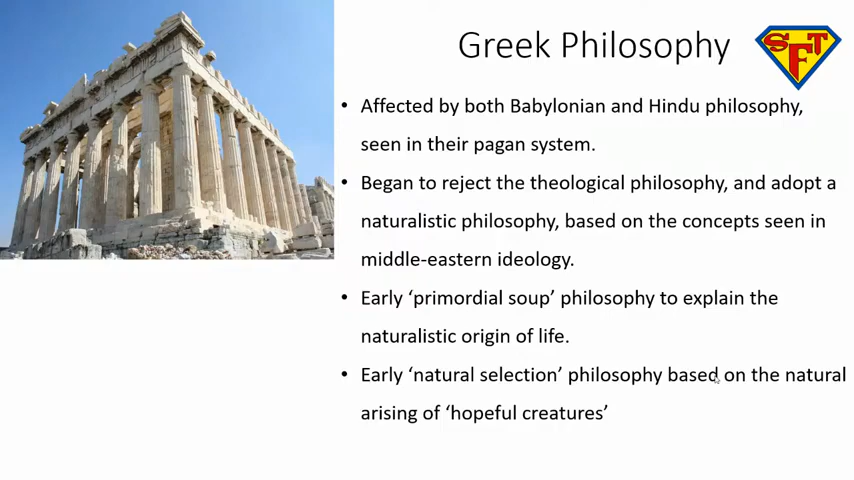 Greek Philosophy
SFT
• Affected by both Babylonian and Hindu philosophy,
seen in their pagan system.
• Began to reject the theological philosophy, and adopt a
naturalistic philosophy, based on the concepts seen in
middle-eastern ideology.
• Early ‘primordial soup’ philosophy to explain the
naturalistic origin of life.
• Early ‘natural selection’ philosophy based on the natural
arising of ‘hopeful creatures’